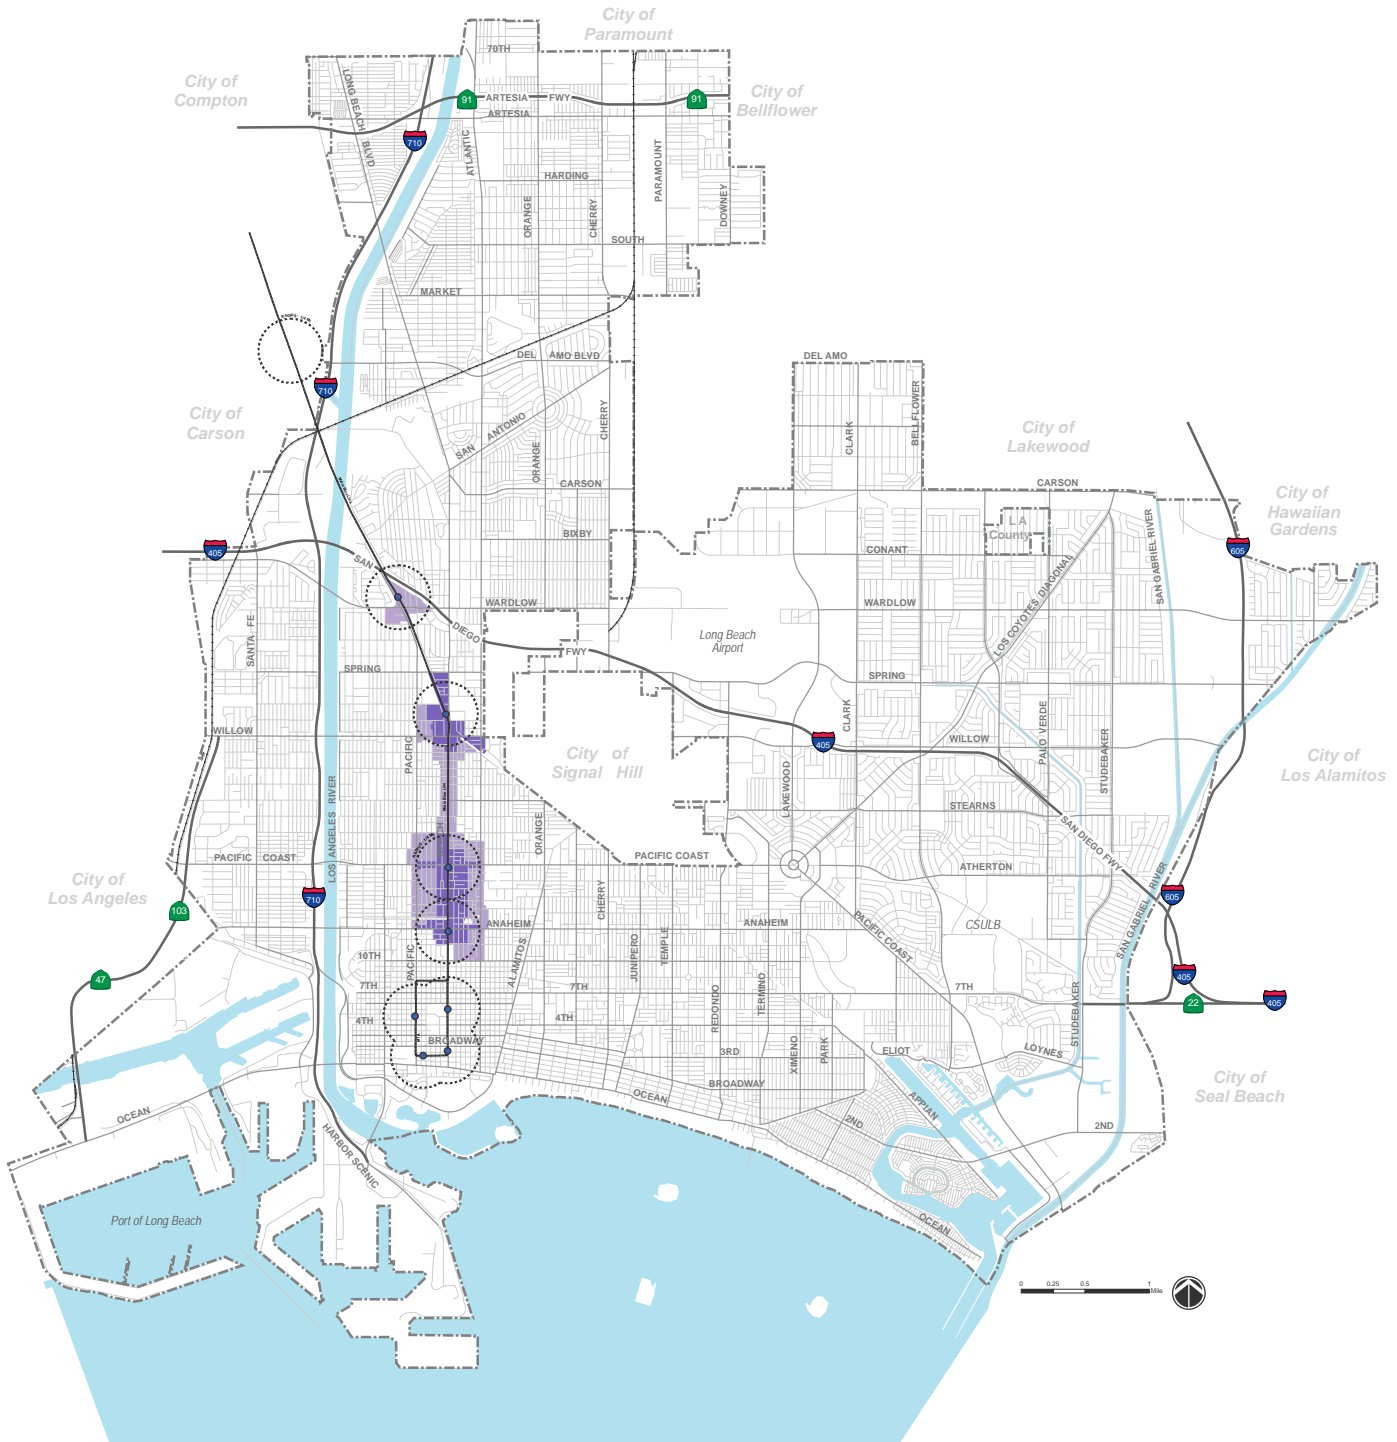 City of
Paramount
70TH
City of
Compton
LONG BEACH BLVD
City of
Bellflower
91
ARTESIA FWY
91
ARTESIA
710
ATLANTIC
HARDING
PARAMOUNT
ORANGE
CHERRY
DOWNEY
SOUTH
MARKET
DEL AMO BLVD
DEL AMO
710
City of
Carson
SAN ANTONIO
ORANGE
CHERRY
CLARK
BELLFLOWER
City of
Lakewood
CARSON
CARSON
City of
Hawaiian
Gardens
BIXBY
LA
County
SAN GABRIEL RIVER
405
CONANT
605
SAN DIEGO FWY
WARDLOW
WARDLOW
LOS COYOTES DIAGONAL
SANTA FE
Long Beach
Airport
SPRING
SPRING
CLARK
PALO VERDE
STUDEBAKER
WILLOW
PACIFIC
City of
Signal Hill
405
WILLOW
City of
Los Alamitos
LOS ANGELES RIVER
LAKEWOOD
STEARNS
ORANGE
SAN DIEGO FWY
PACIFIC COAST
PACIFIC COAST
ATHERTON
City of
Los Angeles
710
CHERRY
605
103
ANAHEIM
ANAHEIM
PACIFIC COAST
CSULB
SAN GABRIEL RIVER
10TH
PACIFIC
ALAMITOS
JUNIPERO
TEMPLE
47
405
7TH
7TH
REDONDO
TERMINO
7TH
STUDEBAKER
22
405
4TH
4TH
BROADWAY
3RD
XIMENO
PARK
ELIOT
LOYNES
BROADWAY
City of
Seal Beach
OCEAN
OCEAN
APPIAN
2ND
2ND
HARBOR SCENIC
Port of Long Beach
OCEAN
0 0.25 0.5 1
Mile